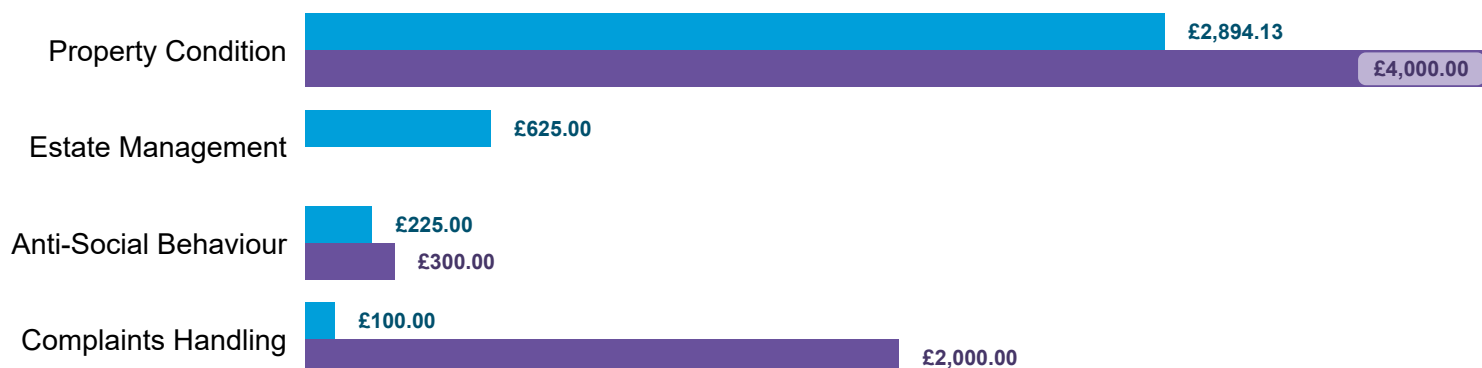 Property Condition
£2,894.13
£4,000.00
Estate Management
£625.00
Anti-Social Behaviour
£225.00
£300.00
Complaints Handling
£100.00
£2,000.00